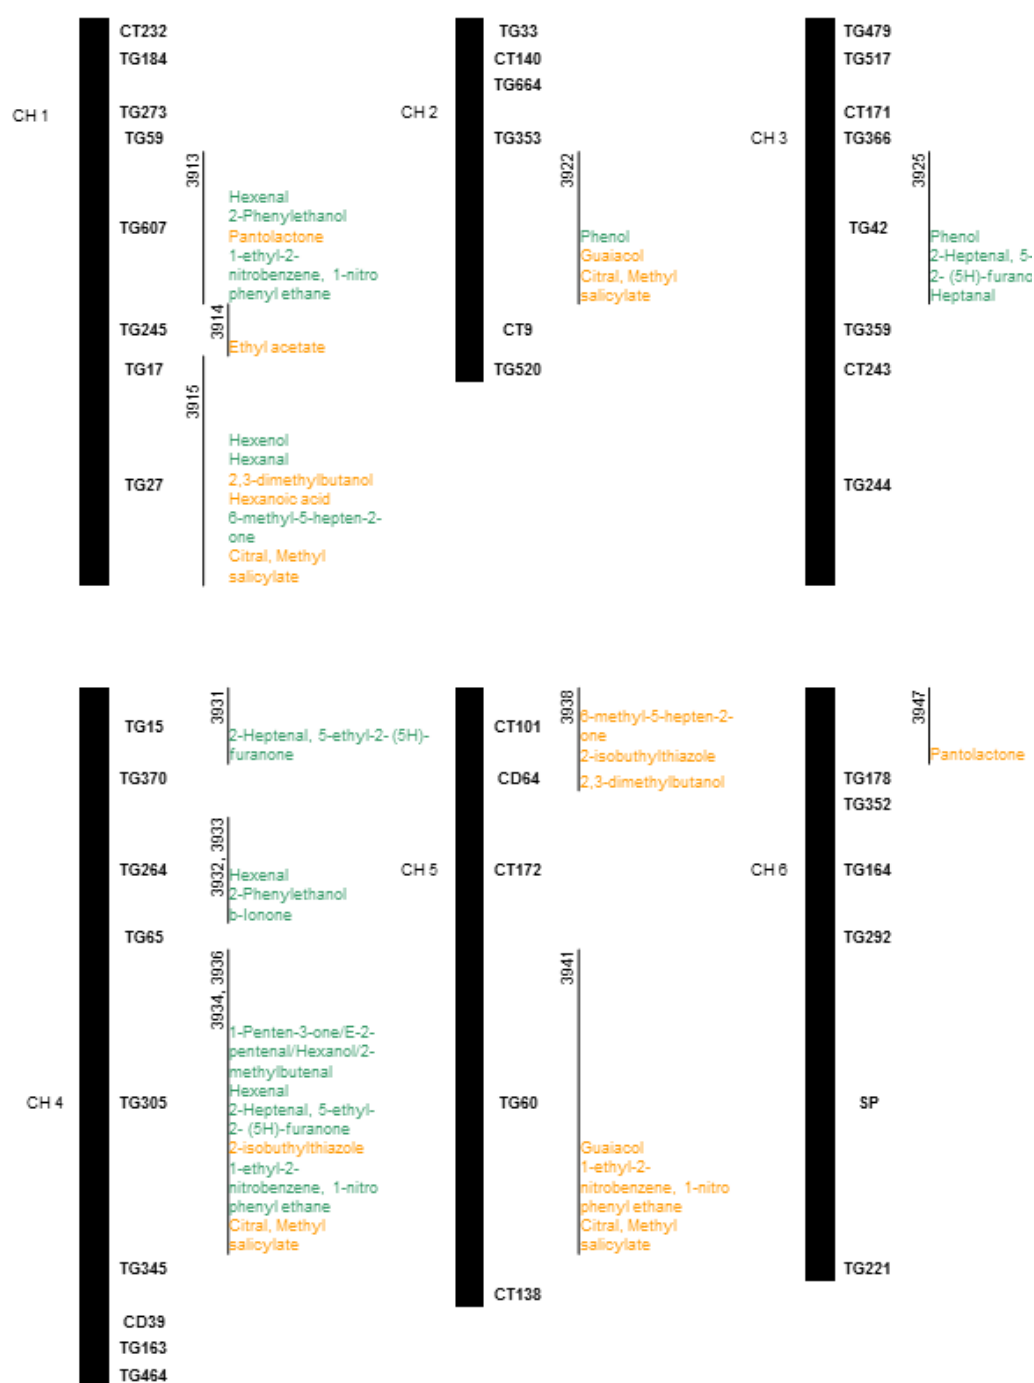 CH 1
CT232
TG184
TG273
TG59
TG607
TG245
TG17
TG27
3913
Hexenal
2-Phenylethanol
Pantolactone
1-ethyl-2-
nitrobenzene, 1-nitro
phenyl ethane
3914
Ethyl acetate
3915
Hexenol
Hexanal
2,3-dimethylbutanol
Hexanoic acid
6-methyl-5-hepten-2-
one
Citral, Methyl
salicylate
CH 2
TG33
CT140
TG664
TG353
CT9
TG520
3922
Phenol
Guaiacol
Citral, Methyl
salicylate
CH 3
TG479
TG517
CT171
TG366
TG42
TG359
CT243
TG244
3925
Phenol
2-Heptenal, 5-
2- (5H)-furano
Heptanal
CH 4
TG15
TG370
TG264
TG65
TG305
TG345
CD39
TG163
TG464
3931
2-Heptenal, 5-ethyl-2- (5H)-
furanone
3932, 3933
Hexenal
2-Phenylethanol
b-Ionone
3934, 3936
1-Penten-3-one/E-2-
pentenal/Hexanol/2-
methylbutenal
Hexenal
2-Heptenal, 5-ethyl-
2- (5H)-furanone
2-isobuthylthiazole
1-ethyl-2-
nitrobenzene, 1-nitro
phenyl ethane
Citral, Methyl
salicylate
CH 5
CT101
CD64
CT172
TG60
CT138
3938
6-methyl-5-hepten-2-
one
2-isobuthylthiazole
2,3-dimethylbutanol
3941
Guaiacol
1-ethyl-2-
nitrobenzene, 1-nitro
phenyl ethane
Citral, Methyl
salicylate
CH 6
TG178
TG352
TG164
TG292
SP
TG221
3947
Pantolactone